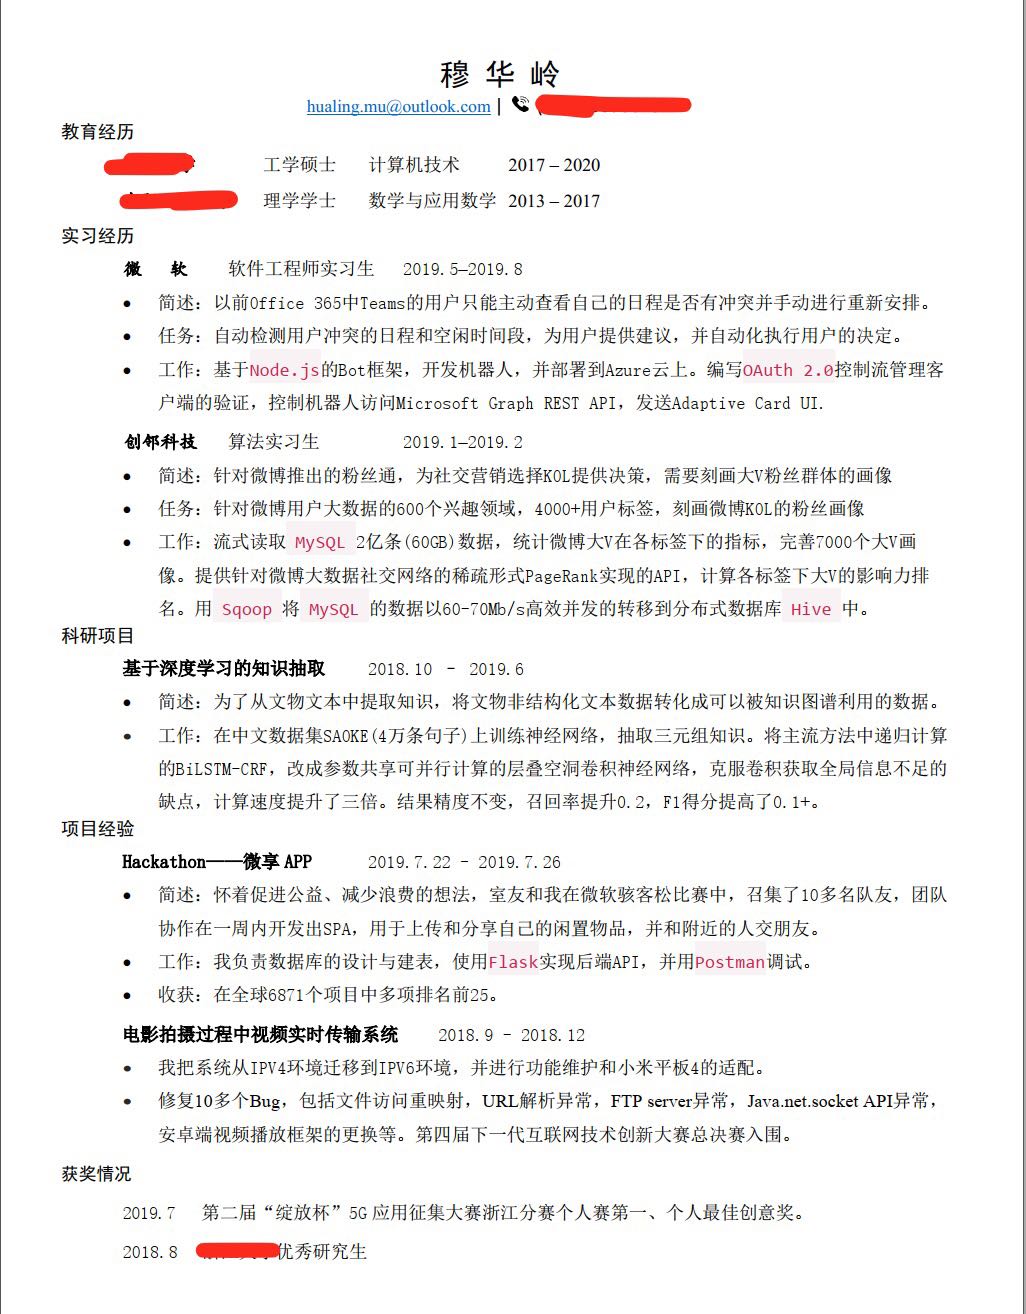 穆 华 岭
hualing.mu@outlook.com |
教育经历
工学硕士 计算机技术 2017 – 2020
理学学士 数学与应用数学 2013 – 2017
实习经历
微 软 软件工程师实习生 2019.5—2019.8
● 简述：以前Office 365中Teams的用户只能主动查看自己的日程是否有冲突并手动进行重新安排。
● 任务：自动检测用户冲突的日程和空闲时间段，为用户提供建议，并自动化执行用户的决定。
● 工作：基于Node.js的Bot框架，开发机器人，并部署到Azure云上。编写OAuth 2.0控制流管理客
户端的验证，控制机器人访问Microsoft Graph REST API，发送Adaptive Card UI.
创邻科技 算法实习生 2019.1—2019.2
● 简述：针对微博推出的粉丝通，为社交营销选择KOL提供决策，需要刻画大V粉丝群体的画像
● 任务：针对微博用户大数据的600个兴趣领域，4000+用户标签，刻画微博KOL的粉丝画像
● 工作：流式读取 MySQL 2亿条(60GB)数据，统计微博大V在各标签下的指标，完善7000个大V画
像。提供针对微博大数据社交网络的稀疏形式PageRank实现的API，计算各标签下大V的影响力排
名。用 Sqoop 将 MySQL 的数据以60-70Mb/s高效并发的转移到分布式数据库 Hive 中。
科研项目
基于深度学习的知识抽取 2018.10 – 2019.6
● 简述：为了从文物文本中提取知识，将文物非结构化文本数据转化成可以被知识图谱利用的数据。
● 工作：在中文数据集SAOKE(4万条句子)上训练神经网络，抽取三元组知识。将主流方法中递归计算
的BiLSTM-CRF，改成参数共享可并行计算的层叠空洞卷积神经网络，克服卷积获取全局信息不足的
缺点，计算速度提升了三倍。结果精度不变，召回率提升0.2，F1得分提高了0.1+。
项目经验
Hackathon——微享 APP 2019.7.22 – 2019.7.26
● 简述：怀着促进公益、减少浪费的想法，室友和我在微软骇客松比赛中，召集了10多名队友，团队
协作在一周内开发出SPA，用于上传和分享自己的闲置物品，并和附近的人交朋友。
● 工作：我负责数据库的设计与建表，使用Flask实现后端API，并用Postman调试。
● 收获：在全球6871个项目中多项排名前25。
电影拍摄过程中视频实时传输系统 2018.9 – 2018.12
● 我把系统从IPV4环境迁移到IPV6环境，并进行功能维护和小米平板4的适配。
● 修复10多个Bug，包括文件访问重映射，URL解析异常，FTP server异常，Java.net.socket API异常，
安卓端视频播放框架的更换等。第四届下一代互联网技术创新大赛总决赛入围。
获奖情况
2019.7 第二届“绽放杯”5G 应用征集大赛浙江分赛个人赛第一、个人最佳创意奖。
2018.8 优秀研究生